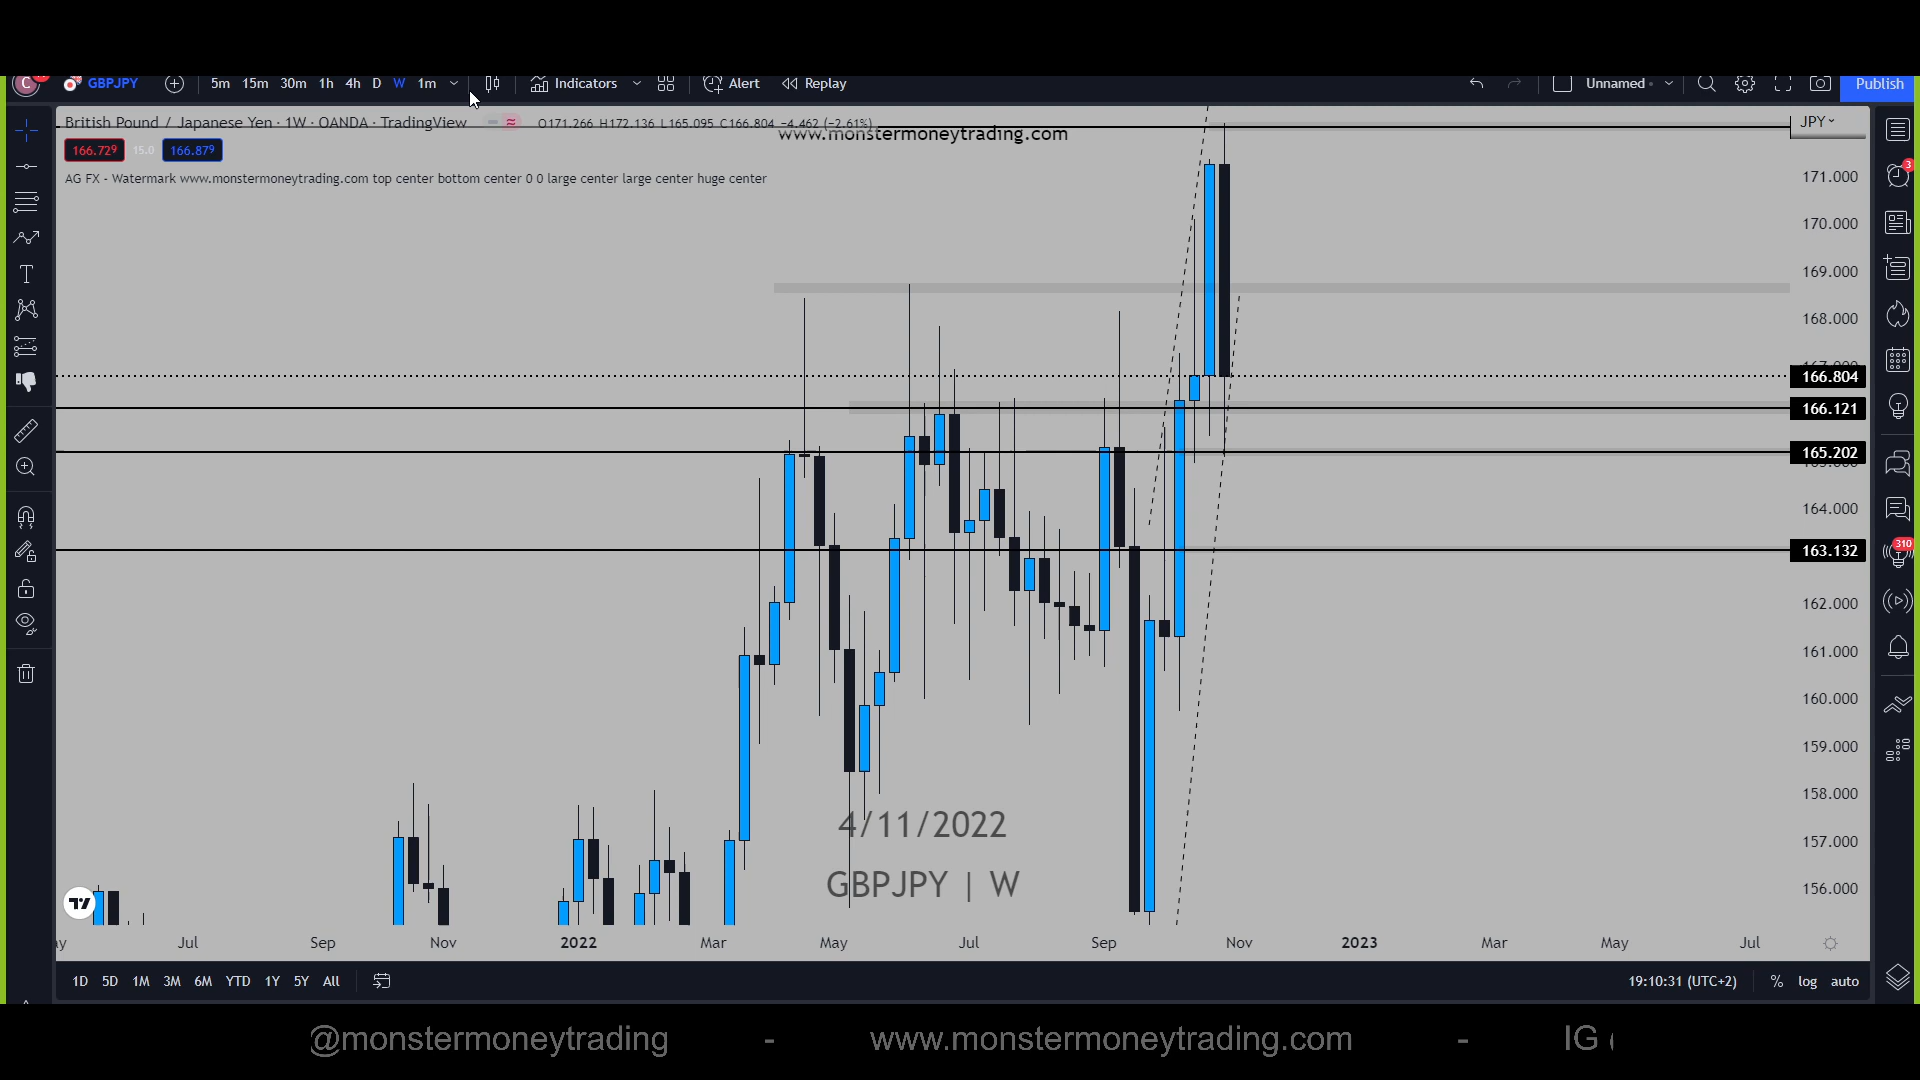 C GBPJPY 5m 15m 30m 1h 4h D W 1m Indicators Alert Replay Unnamed Publish
British Pound / Japanese Yen · 1W · OANDA · TradingView O171.266 H172.136 L165.095 C166.804 −4.462 (−2.61%)
www.monstermoneytrading.com
JPY
166.729 15.0 166.879
AG FX - Watermark www.monstermoneytrading.com top center bottom center 0 0 large center large center huge center
3
171.000
170.000
169.000
168.000
166.804
166.121
165.202
164.000
163.132
310
162.000
161.000
160.000
159.000
158.000
4/11/2022
157.000
GBPJPY | W
156.000
Jul Sep Nov 2022 Mar May Jul Sep Nov 2023 Mar May Jul
1D 5D 1M 3M 6M YTD 1Y 5Y All 19:10:31 (UTC+2) % log auto
@monstermoneytrading - www.monstermoneytrading.com - IG